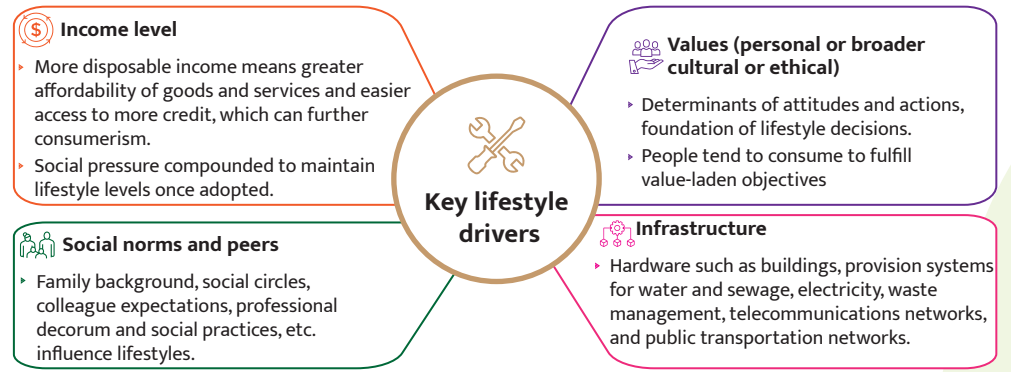 $
Income level
More disposable income means greater
affordability of goods and services and easier
access to more credit, which can further
consumerism.
Social pressure compounded to maintain
lifestyle levels once adopted.
Values (personal or broader
cultural or ethical)
Determinants of attitudes and actions,
foundation of lifestyle decisions.
People tend to consume to fulfill
value-laden objectives
Key lifestyle
drivers
Social norms and peers
Family background, social circles,
colleague expectations, professional
decorum and social practices, etc.
influence lifestyles.
Infrastructure
Hardware such as buildings, provision systems
for water and sewage, electricity, waste
management, telecommunications networks,
and public transportation networks.